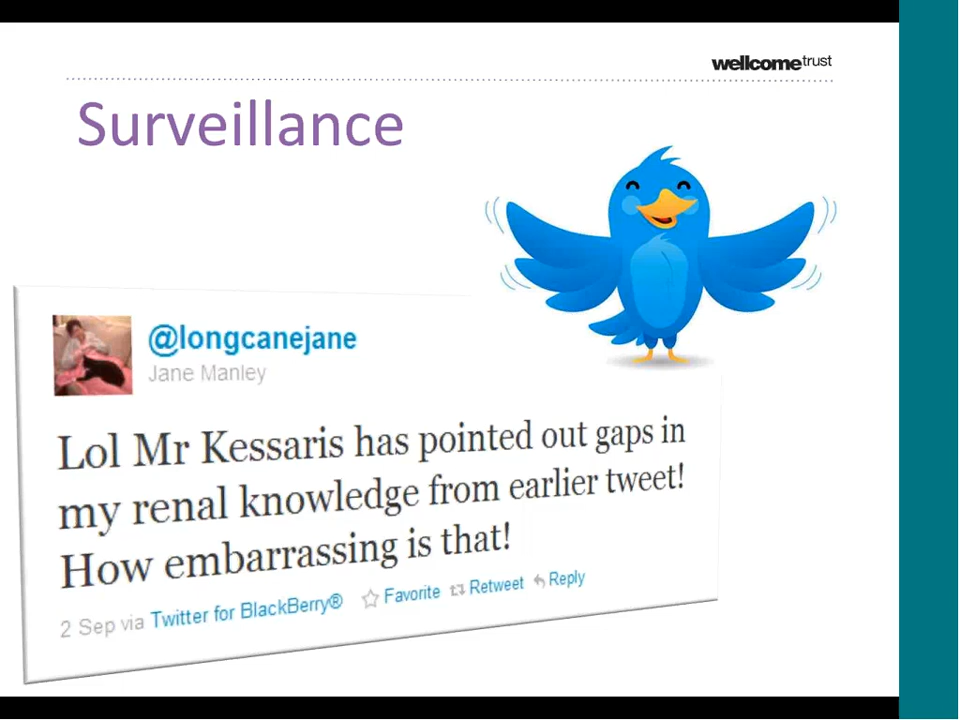 wellcometrust
Surveillance
@longcanejane
Jane Manley
Lol Mr Kessaris has pointed out gaps in
my renal knowledge from earlier tweet!
How embarrassing is that!
2 Sep via Twitter for BlackBerry® Favorite Retweet Reply